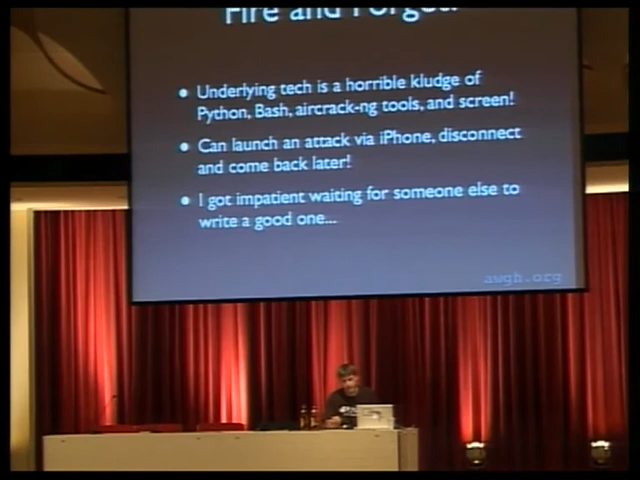 Fire and Forget!
• Underlying tech is a horrible kludge of
Python, Bash, aircrack-ng tools, and screen!
• Can launch an attack via iPhone, disconnect
and come back later!
• I got impatient waiting for someone else to
write a good one...
awgh.org